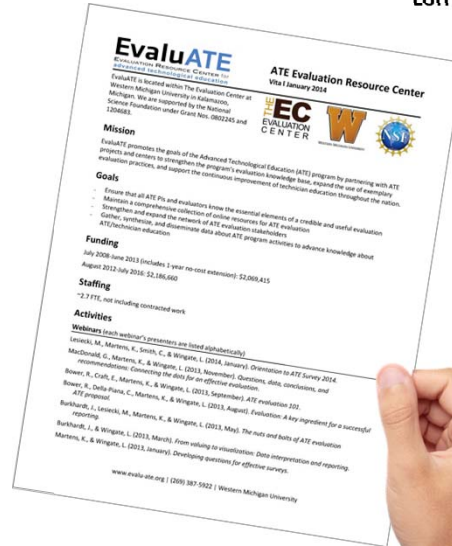 EvaluATE
EVALUATION RESOURCE CENTER for
advanced technological education
ATE Evaluation Resource Center
Vita | January 2014
EvaluATE is located within The Evaluation Center at
Western Michigan University in Kalamazoo,
Michigan. We are supported by the National
Science Foundation under Grant Nos. 0802245 and
1204683.
THE
EC
EVALUATION
CENTER
W
WESTERN MICHIGAN UNIVERSITY
NSF
Mission
EvaluATE promotes the goals of the Advanced Technological Education (ATE) program by partnering with ATE
projects and centers to strengthen the program's evaluation knowledge base, expand the use of exemplary
evaluation practices, and support the continuous improvement of technician education throughout the nation.
Goals
- Ensure that all ATE PIs and evaluators know the essential elements of a credible and useful evaluation
- Maintain a comprehensive collection of online resources for ATE evaluation
- Strengthen and expand the network of ATE evaluation stakeholders
- Gather, synthesize, and disseminate data about ATE program activities to advance knowledge about
ATE/technician education
Funding
July 2008-June 2013 (includes 1-year no-cost extension): $2,069,415
August 2012-July 2016: $2,186,660
Staffing
~2.7 FTE, not including contracted work
Activities
Webinars (each webinar's presenters are listed alphabetically)
Lesiecki, M., Martens, K., Smith, C., & Wingate, L. (2014, January). Orientation to ATE Survey 2014.
MacDonald, G., Martens, K., & Wingate, L. (2013, November). Questions, data, conclusions, and
recommendations: Connecting the dots for an effective evaluation.
Bower, R., Craft, E., Martens, K., & Wingate, L. (2013, September). ATE evaluation 101.
Bower, R., Della-Piana, C., Martens, K., & Wingate, L. (2013, August). Evaluation: A key ingredient for a successful
ATE proposal.
Burkhardt, J., Lesiecki, M., Martens, K., & Wingate, L. (2013, May). The nuts and bolts of ATE evaluation
reporting.
Burkhardt, J., & Wingate, L. (2013, March). From valuing to visualization: Data interpretation and reporting.
Martens, K., & Wingate, L. (2013, January). Developing questions for effective surveys.
www.evalu-ate.org | (269) 387-5922 | Western Michigan University